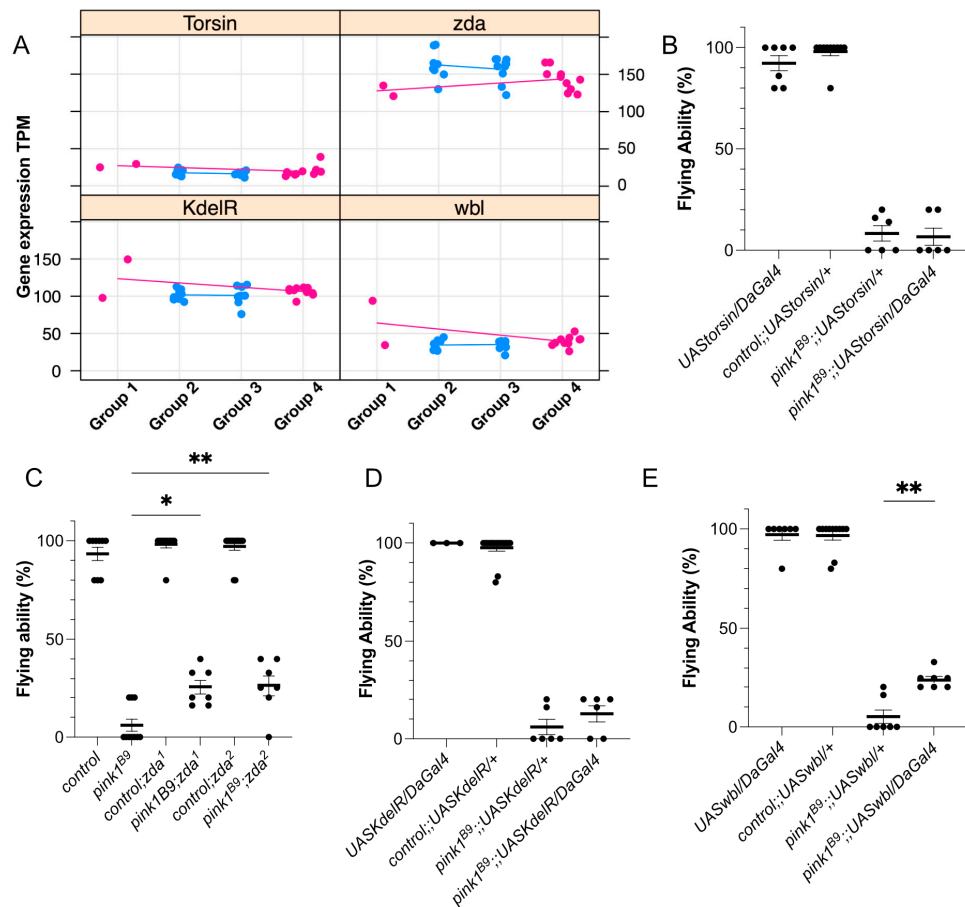 A
Torsin
zda
Gene expression TPM
150
100
50
0
KdelR
wbl
150
100
50
0
Group 1
Group 2
Group 3
Group 4
Group 1
Group 2
Group 3
Group 4
B
Flying Ability (%)
100
50
0
UAStorsin/DaGal4
control;;UAStorsin/+
pink1B9;;UAStorsin/+
pink1B9;;UAStorsin/DaGal4
C
**
*
Flying ability (%)
100
50
0
control
pink1B9
control;zda1
pink1B9;zda1
control;zda2
pink1B9;zda2
D
Flying Ability (%)
100
50
0
UASKdelR/DaGal4
control;;UASKdelR/+
pink1B9;;UASKdelR/+
pink1B9;;UASKdelR/DaGal4
E
**
Flying Ability (%)
100
50
0
UASwbl/DaGal4
control;;UASwbl/+
pink1B9;;UASwbl/+
pink1B9;;UASwbl/DaGal4